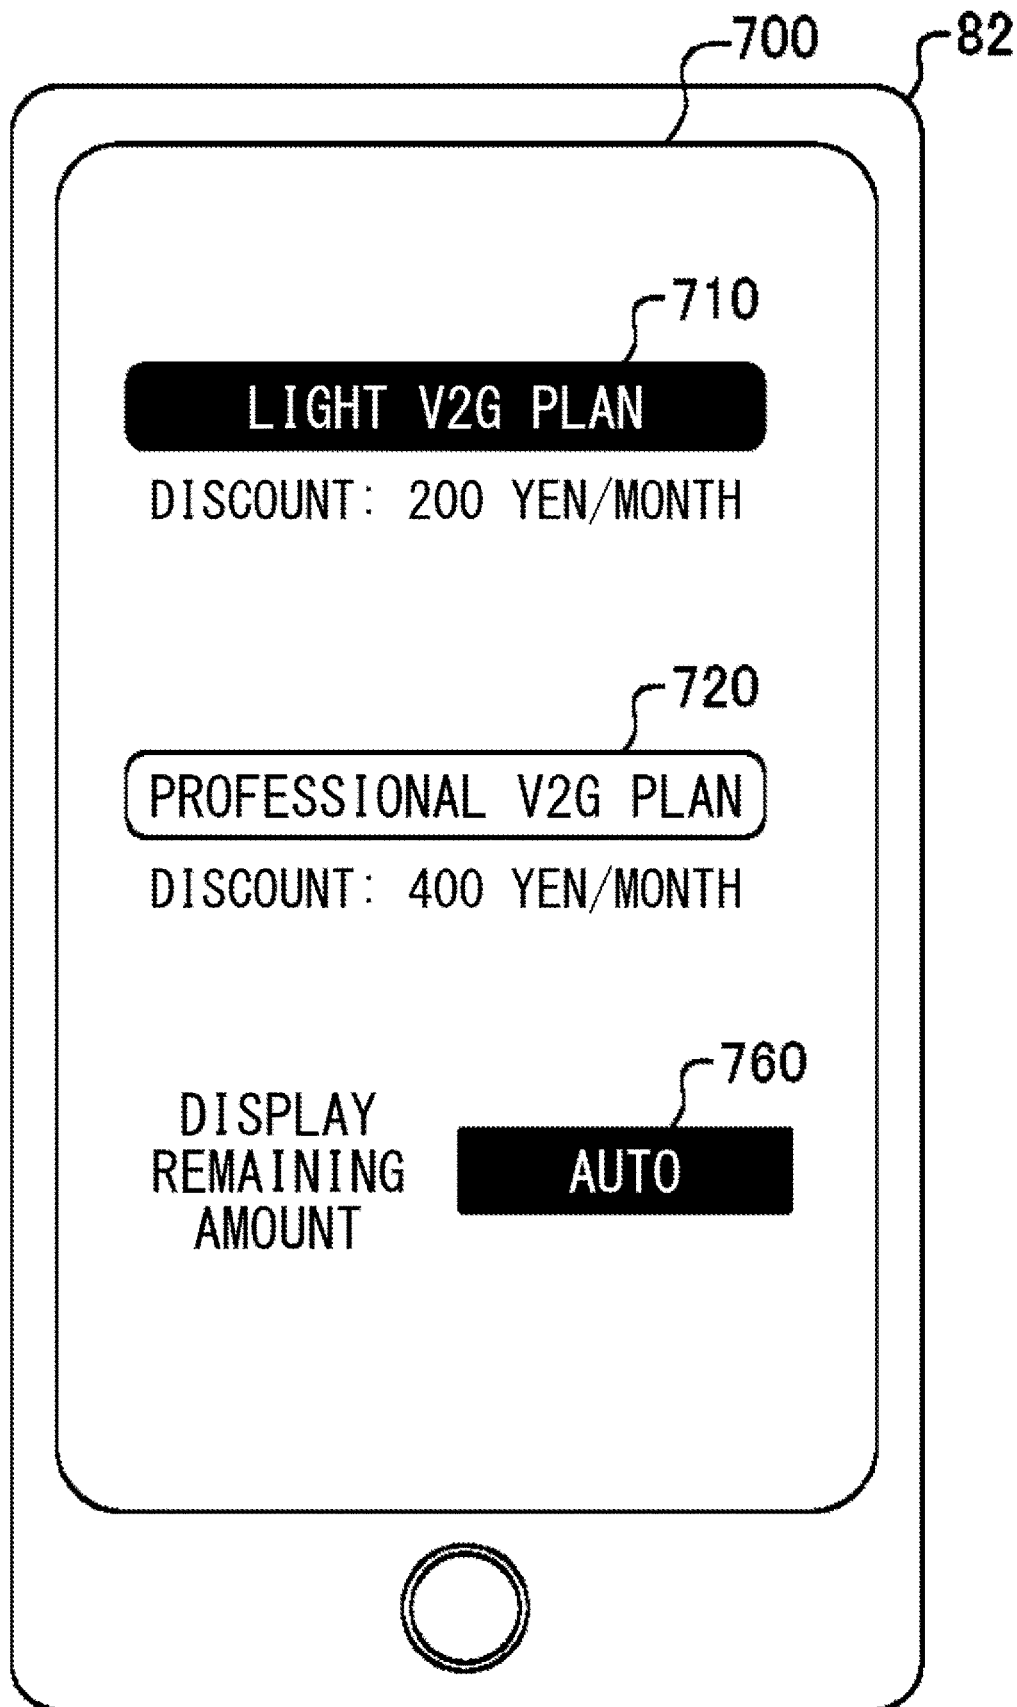 700
82
710
LIGHT V2G PLAN
DISCOUNT: 200 YEN/MONTH
720
PROFESSIONAL V2G PLAN
DISCOUNT: 400 YEN/MONTH
760
DISPLAY
REMAINING
AMOUNT
AUTO